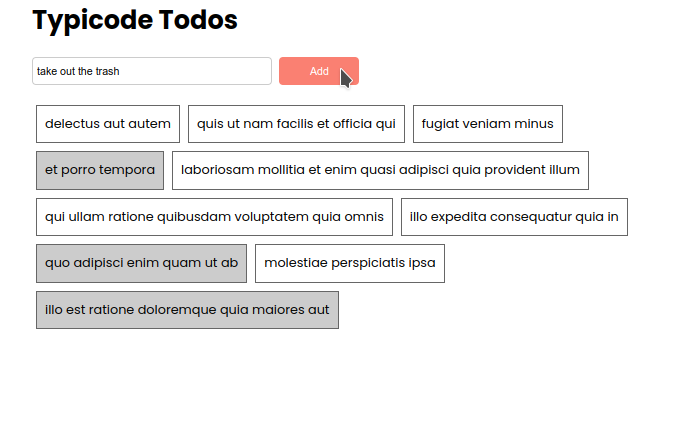 Typicode Todos
take out the trash Add
delectus aut autem quis ut nam facilis et officia qui fugiat veniam minus
et porro tempora laboriosam mollitia et enim quasi adipisci quia provident illum
qui ullam ratione quibusdam voluptatem quia omnis illo expedita consequatur quia in
quo adipisci enim quam ut ab molestiae perspiciatis ipsa
illo est ratione doloremque quia maiores aut